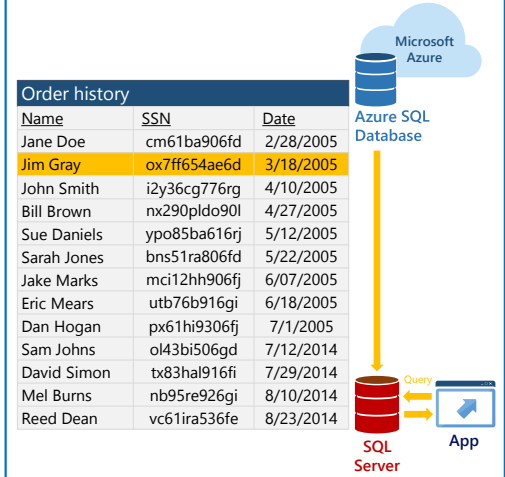 Microsoft
Azure
Order history
Name SSN Date
Jane Doe cm61ba906fd 2/28/2005
Jim Gray ox7ff654ae6d 3/18/2005
John Smith i2y36cg776rg 4/10/2005
Bill Brown nx290pldo90l 4/27/2005
Sue Daniels ypo85ba616rj 5/12/2005
Sarah Jones bns51ra806fd 5/22/2005
Jake Marks mci12hh906fj 6/07/2005
Eric Mears utb76b916gi 6/18/2005
Dan Hogan px61hi9306fj 7/1/2005
Sam Johns ol43bi506gd 7/12/2014
David Simon tx83hal916fi 7/29/2014
Mel Burns nb95re926gi 8/10/2014
Reed Dean vc61ira536fe 8/23/2014
Azure SQL
Database
Query
App
SQL
Server